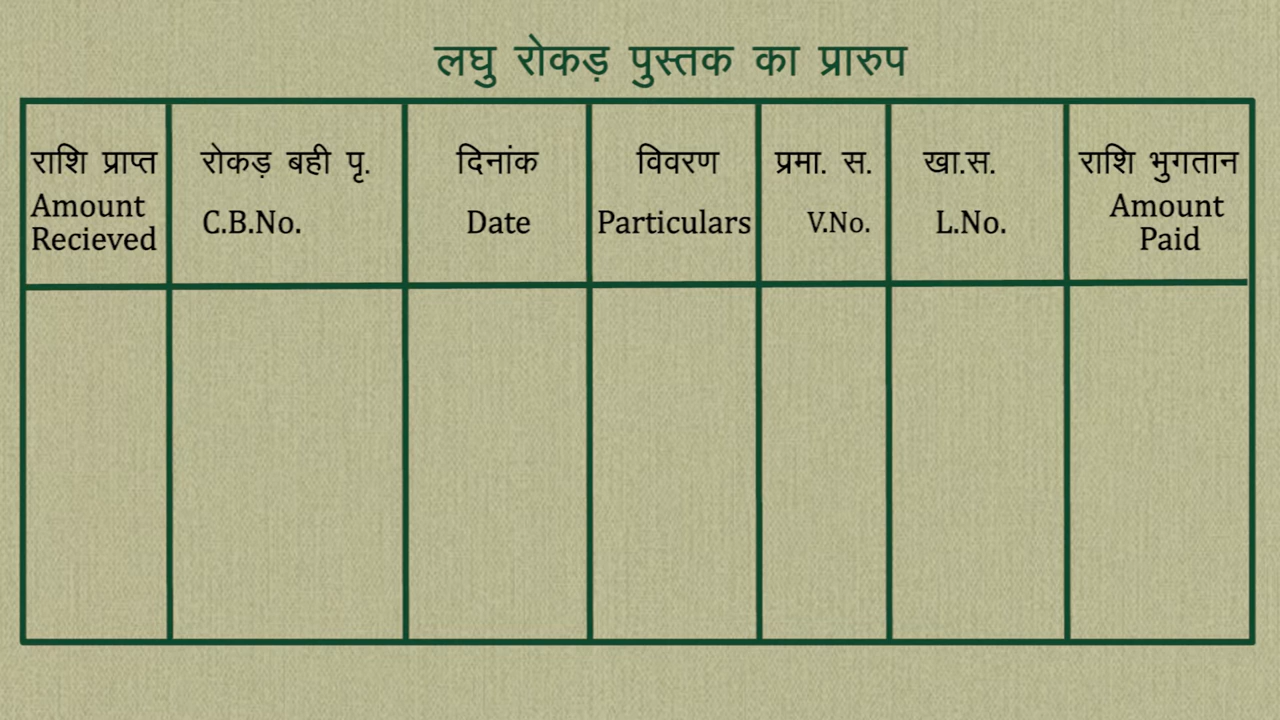 लघु रोकड़ पुस्तक का प्रारुप
राशि प्राप्त
Amount
Recieved
रोकड़ बही पृ.
C.B.No.
दिनांक
Date
विवरण
Particulars
प्रमा. स.
V.No.
खा.स.
L.No.
राशि भुगतान
Amount
Paid